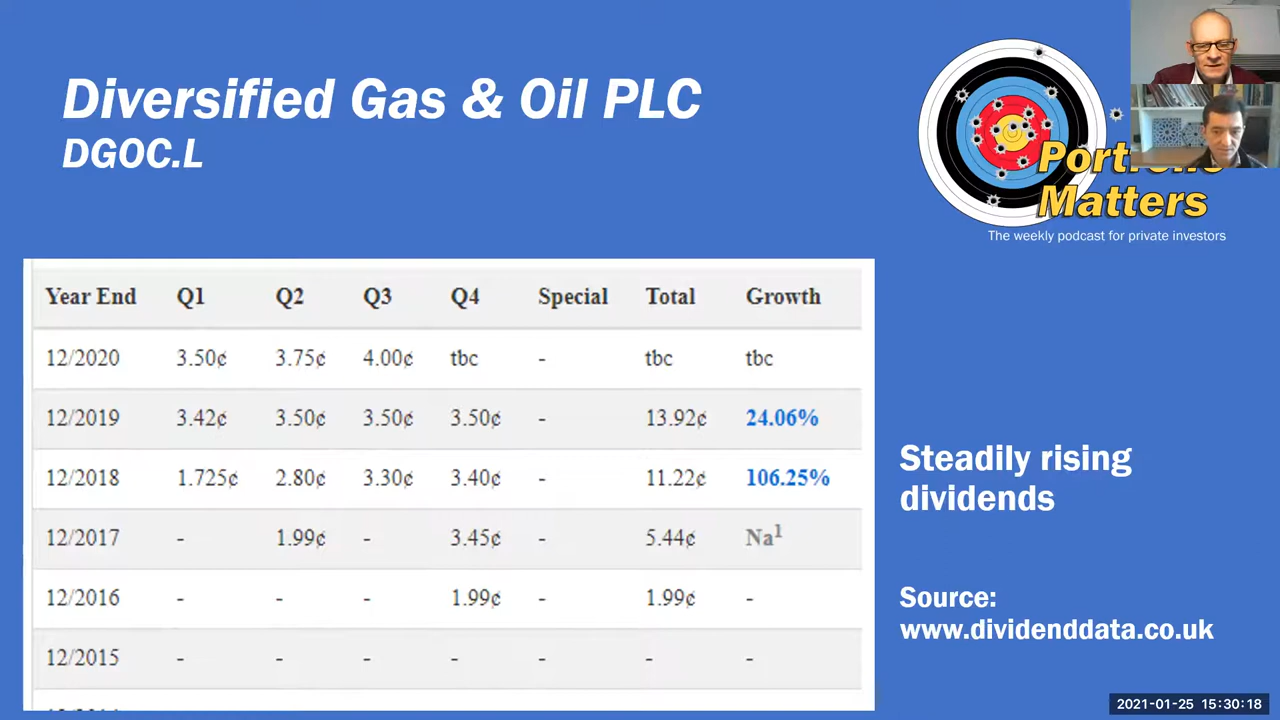 Diversified Gas & Oil PLC
DGOC.L
Matters
The weekly podcast for private investors
Year End Q1 Q2 Q3 Q4 Special Total Growth
12/2020 3.50¢ 3.75¢ 4.00¢ tbc - tbc tbc
12/2019 3.42¢ 3.50¢ 3.50¢ 3.50¢ - 13.92¢ 24.06%
12/2018 1.725¢ 2.80¢ 3.30¢ 3.40¢ - 11.22¢ 106.25%
12/2017 - 1.99¢ - 3.45¢ - 5.44¢ Na¹
12/2016 - - - 1.99¢ - 1.99¢ -
12/2015 - - - - - - -
Steadily rising
dividends
Source:
www.dividenddata.co.uk
2021-01-25 15:30:18